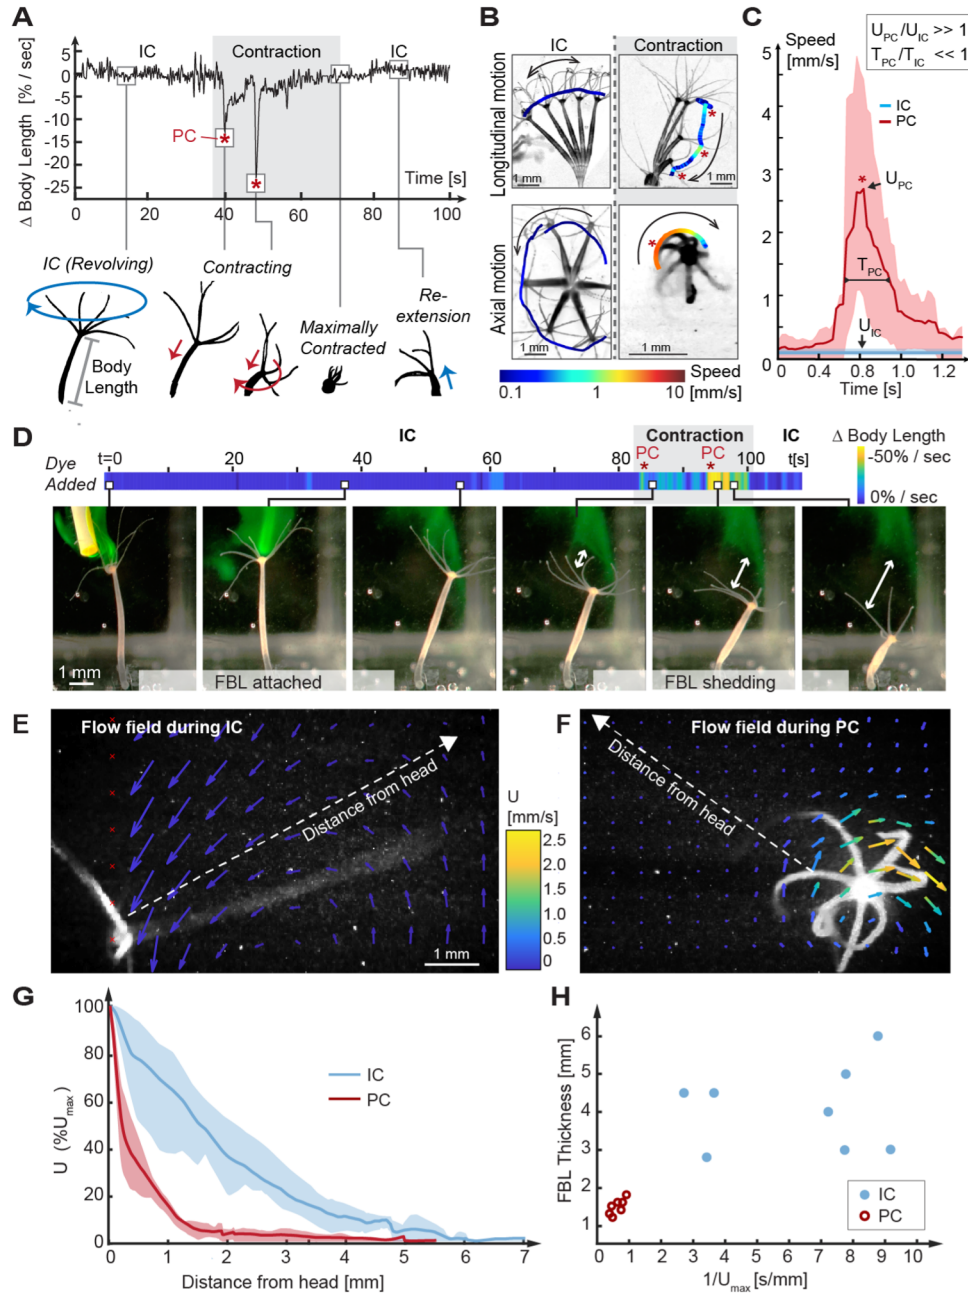 A
IC
Contraction
IC
Δ Body Length [% / sec]
5
0
-5
-10
-15
-20
-25
PC
*
*
Time [s]
0
20
40
60
80
100
IC (Revolving)
Contracting
Body
Length
Maximally
Contracted
Re-
extension
B
IC
Contraction
Longitudinal motion
1 mm
*
*
*
1 mm
Axial motion
1 mm
*
1 mm
Speed
0.1
1
10
[mm/s]
C
U_PC/U_IC >> 1
T_PC/T_IC << 1
Speed
[mm/s]
5
4
3
2
1
0
IC
PC
*
U_PC
T_PC
U_IC
0
0.4
0.8
1.2
Time [s]
D
Dye
Added
t=0
20
40
60
80
100
t[s]
IC
Contraction
IC
PC
*
PC
*
Δ Body Length
-50% / sec
0% / sec
1 mm
FBL attached
FBL shedding
E
Flow field during IC
Distance from head
1 mm
U
[mm/s]
2.5
2.0
1.5
1.0
0.5
0
F
Flow field during PC
Distance from head
G
U (%U_max)
100
80
60
40
20
0
IC
PC
0
1
2
3
4
5
6
7
Distance from head [mm]
H
FBL Thickness [mm]
6
5
4
3
2
1
IC
PC
0
1
2
3
4
5
6
7
8
9
10
1/U_max [s/mm]